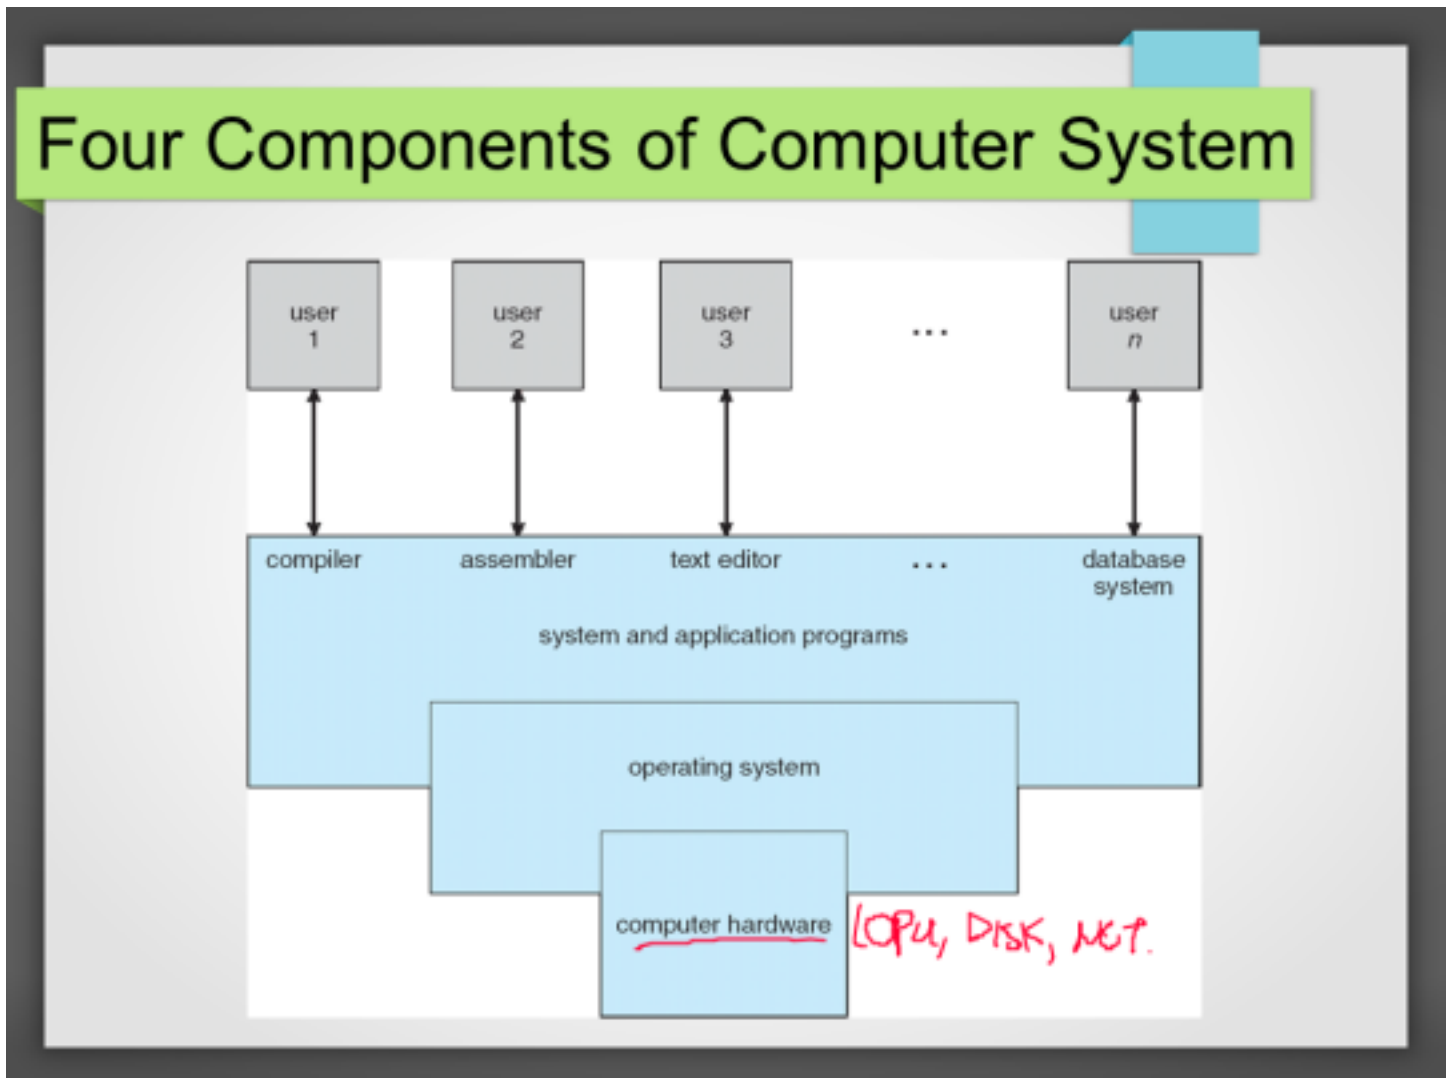 Four Components of Computer System
user
1
user
2
user
3
...
user
n
compiler
assembler
text editor
...
database
system
system and application programs
operating system
computer hardware
CPU, DISK, NET.